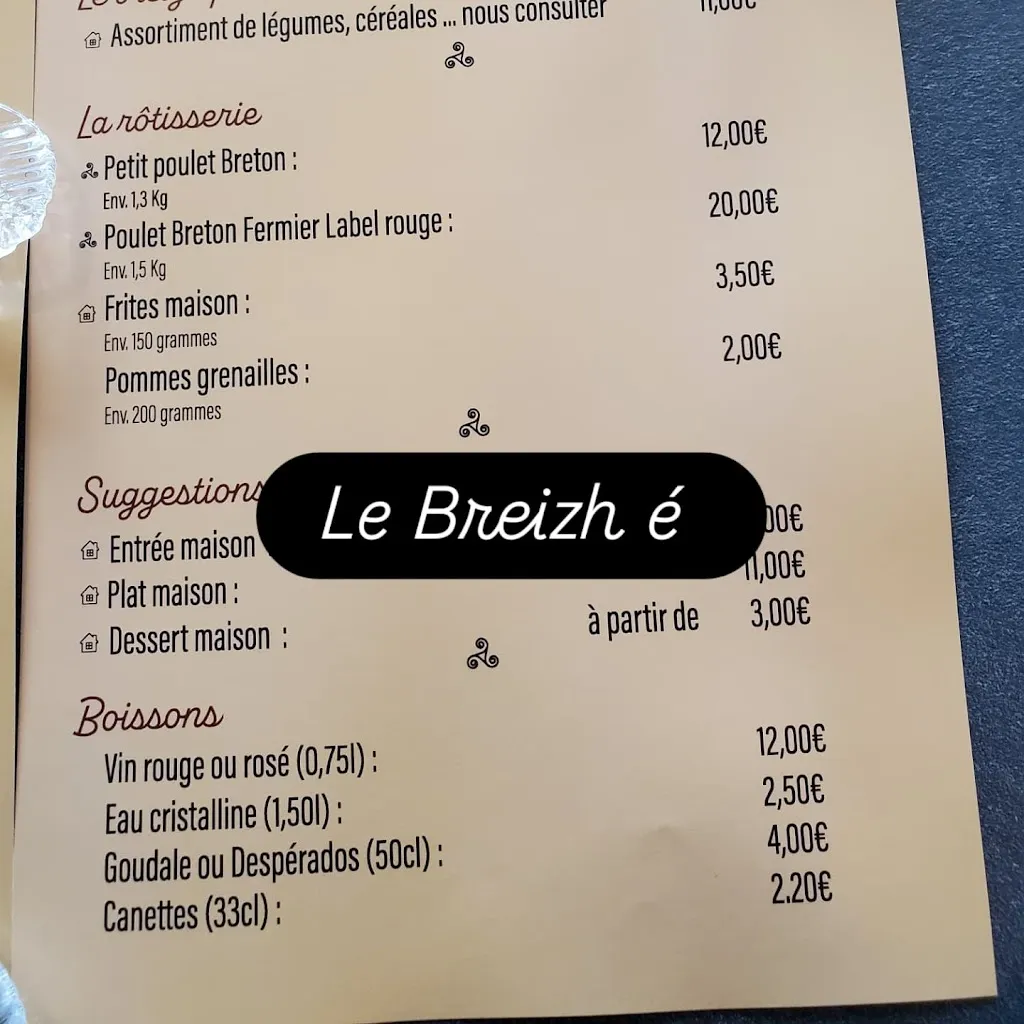 Assortiment de légumes, céréales ... nous consulter
La rôtisserie
Petit poulet Breton : 12,00€
Env. 1,3 Kg
Poulet Breton Fermier Label rouge : 20,00€
Env. 1,5 Kg
Frites maison : 3,50€
Env. 150 grammes
Pommes grenailles : 2,00€
Env. 200 grammes
Suggestions
Le Breizh é
Entrée maison
Plat maison : 11,00€
Dessert maison : à partir de 3,00€
Boissons
Vin rouge ou rosé (0,75l) : 12,00€
Eau cristalline (1,50l) : 2,50€
Goudale ou Despérados (50cl) : 4,00€
Canettes (33cl) : 2.20€